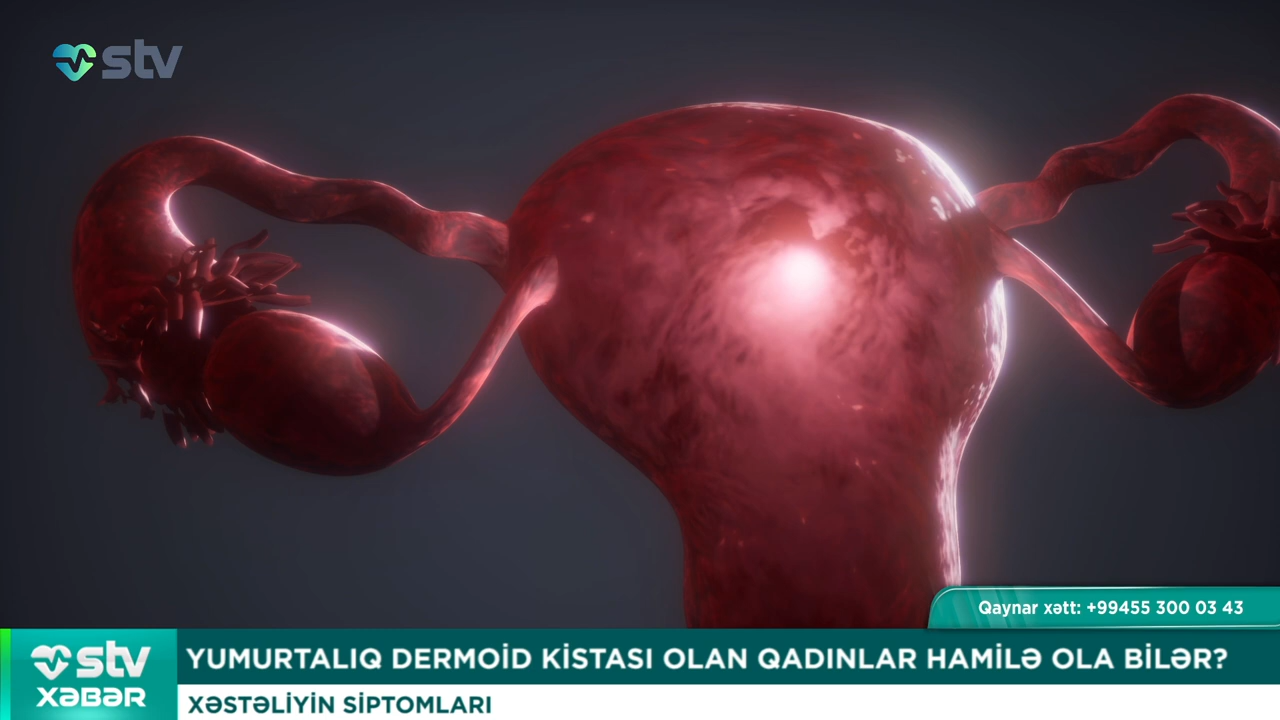 stv
Qaynar xətt: +99455 300 03 43
stv
XƏBƏR
YUMURTALIQ DERMOİD KİSTASI OLAN QADINLAR HAMİLƏ OLA BİLƏR?
XƏSTƏLİYİN SİPTOMLARI